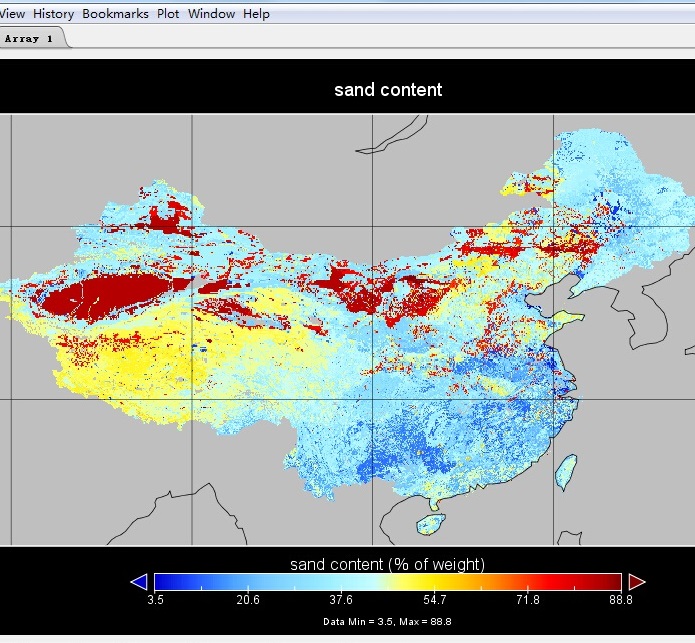 View History Bookmarks Plot Window Help
Array 1
sand content
sand content (% of weight)
3.5 20.6 37.6 54.7 71.8 88.8
Data Min = 3.5, Max = 88.8